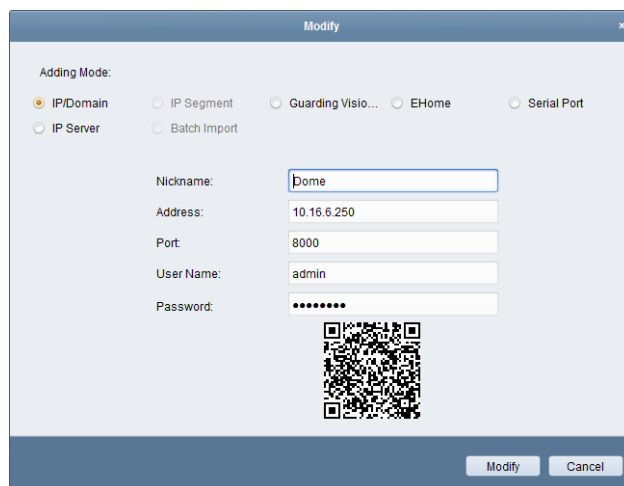 Modify
×
Adding Mode:
IP/Domain IP Segment Guarding Visio... EHome Serial Port
IP Server Batch Import
Nickname: Dome
Address: 10.16.6.250
Port: 8000
User Name: admin
Password: ●●●●●●●●
Modify Cancel